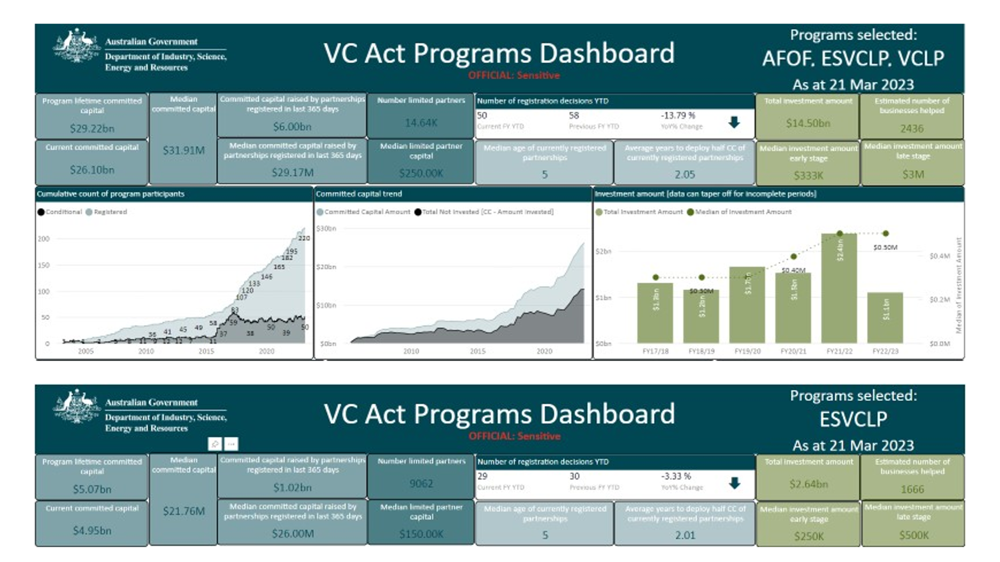 Australian Government
Department of Industry, Science,
Energy and Resources
VC Act Programs Dashboard
OFFICIAL: Sensitive
Programs selected:
AFOF, ESVCLP, VCLP
As at 21 Mar 2023
Program lifetime committed
capital
$29.22bn
Current committed capital
$26.10bn
Median
committed capital
$31.91M
Committed capital raised by partnerships
registered in last 365 days
$6.00bn
Median committed capital raised by
partnerships registered in last 365 days
$29.17M
Number limited partners
14.64K
Median limited partner
capital
$250.00K
Number of registration decisions YTD
50 58 -13.79 %
Current FY YTD Previous FY YTD YoY% Change
Median age of currently registered
partnerships
5
Average years to deploy half CC of
currently registered partnerships
2.05
Total investment amount
$14.50bn
Estimated number of
businesses helped
2436
Median investment amount
early stage
$333K
Median investment amount
late stage
$3M
Cumulative count of program participants
Conditional Registered
200
150
100
50
0
220
195
182
165
146
133
120
107
83
59
58
49
45
41
36
37
38
50
39
50
11
9
12
12
7
11
2005 2010 2015 2020
Committed capital trend
Committed Capital Amount Total Not Invested [CC - Amount Invested]
$30bn
$20bn
$10bn
$0bn
2010 2015 2020
Investment amount [data can taper off for incomplete periods]
Total Investment Amount Median of Investment Amount
$2bn
$1bn
$0bn
$1.3bn
$1.2bn
$1.7bn
$1.5bn
$2.4bn
$1.1bn
$0.30M
$0.40M
$0.50M
$0.4M
$0.2M
$0.0M
Median of Investment Amount
FY17/18 FY18/19 FY19/20 FY20/21 FY21/22 FY22/23
Australian Government
Department of Industry, Science,
Energy and Resources
VC Act Programs Dashboard
OFFICIAL: Sensitive
Programs selected:
ESVCLP
As at 21 Mar 2023
Program lifetime committed
capital
$5.07bn
Current committed capital
$4.95bn
Median
committed capital
$21.76M
Committed capital raised by partnerships
registered in last 365 days
$1.02bn
Median committed capital raised by
partnerships registered in last 365 days
$26.00M
Number limited partners
9062
Median limited partner
capital
$150.00K
Number of registration decisions YTD
29 30 -3.33 %
Current FY YTD Previous FY YTD YoY% Change
Median age of currently registered
partnerships
5
Average years to deploy half CC of
currently registered partnerships
2.01
Total investment amount
$2.64bn
Estimated number of
businesses helped
1666
Median investment amount
early stage
$250K
Median investment amount
late stage
$500K